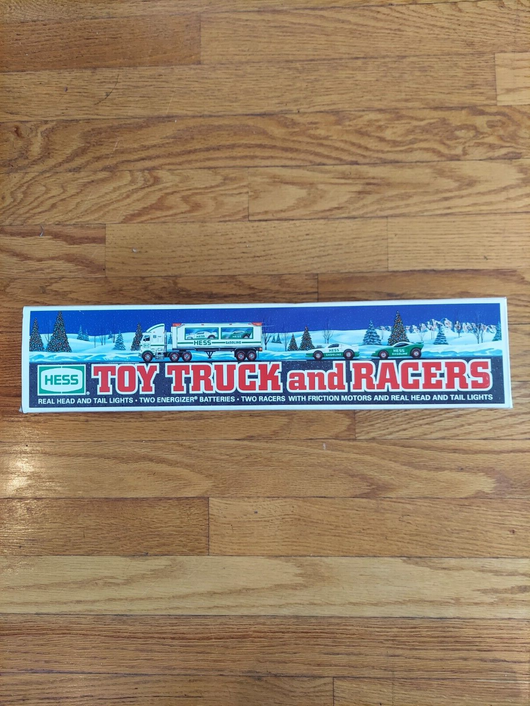 HESS
HESS
TOY TRUCK and RACERS
REAL HEAD AND TAIL LIGHTS • TWO ENERGIZER® BATTERIES • TWO RACERS WITH FRICTION MOTORS AND REAL HEAD AND TAIL LIGHTS